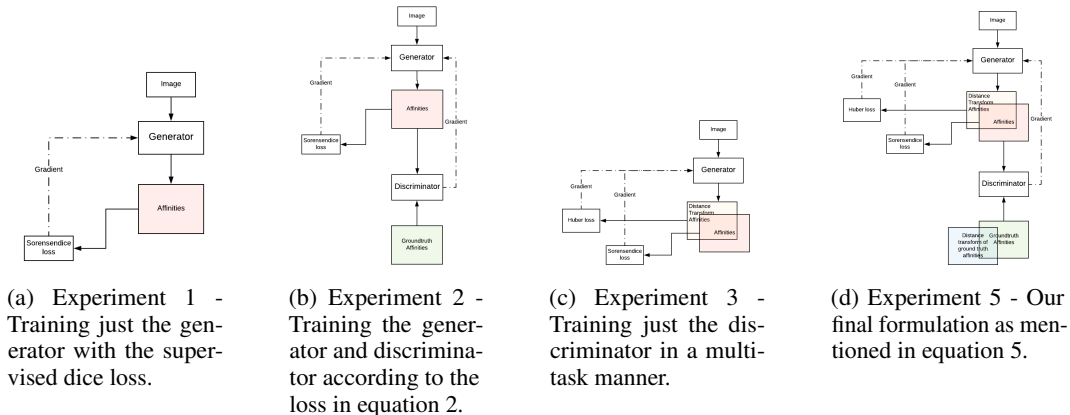 Image
Generator
Gradient
Affinities
Sorensendice
loss
(a) Experiment 1 -
Training just the gen-
erator with the super-
vised dice loss.
Image
Generator
Gradient
Affinities
Gradient
Sorensendice
loss
Discriminator
Groundtruth
Affinities
(b) Experiment 2 -
Training the gener-
ator and discrimina-
tor according to the
loss in equation 2.
Image
Generator
Gradient
Gradient
Distance
Transform
Affinities
Huber loss
Affinities
Sorensendice
loss
(c) Experiment 3 -
Training just the dis-
criminator in a multi-
task manner.
Image
Generator
Gradient
Gradient
Distance
Transform
Affinities
Huber loss
Affinities
Gradient
Sorensendice
loss
Discriminator
Distance
transform of
ground truth
affinities
Groundtruth
Affinities
(d) Experiment 5 - Our
final formulation as men-
tioned in equation 5.